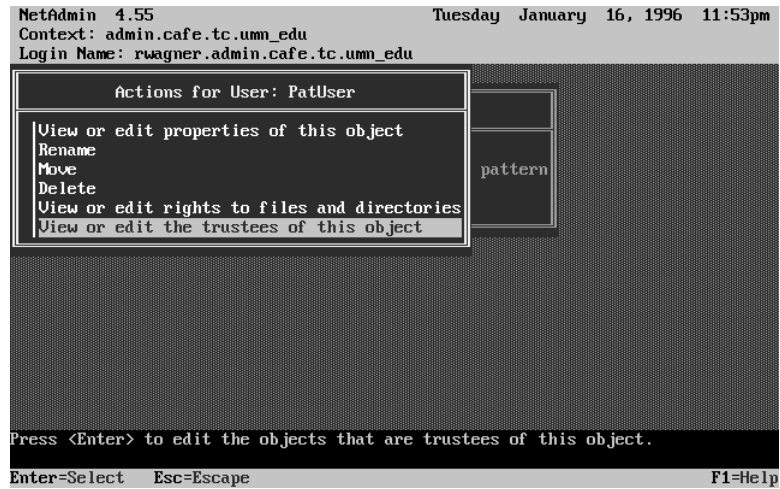 NetAdmin 4.55 Tuesday January 16, 1996 11:53pm
Context: admin.cafe.tc.umn_edu
Login Name: rwagner.admin.cafe.tc.umn_edu
Actions for User: PatUser
View or edit properties of this object
Rename
Move
Delete
View or edit rights to files and directories
View or edit the trustees of this object
pattern
Press <Enter> to edit the objects that are trustees of this object.
Enter=Select Esc=Escape F1=Help